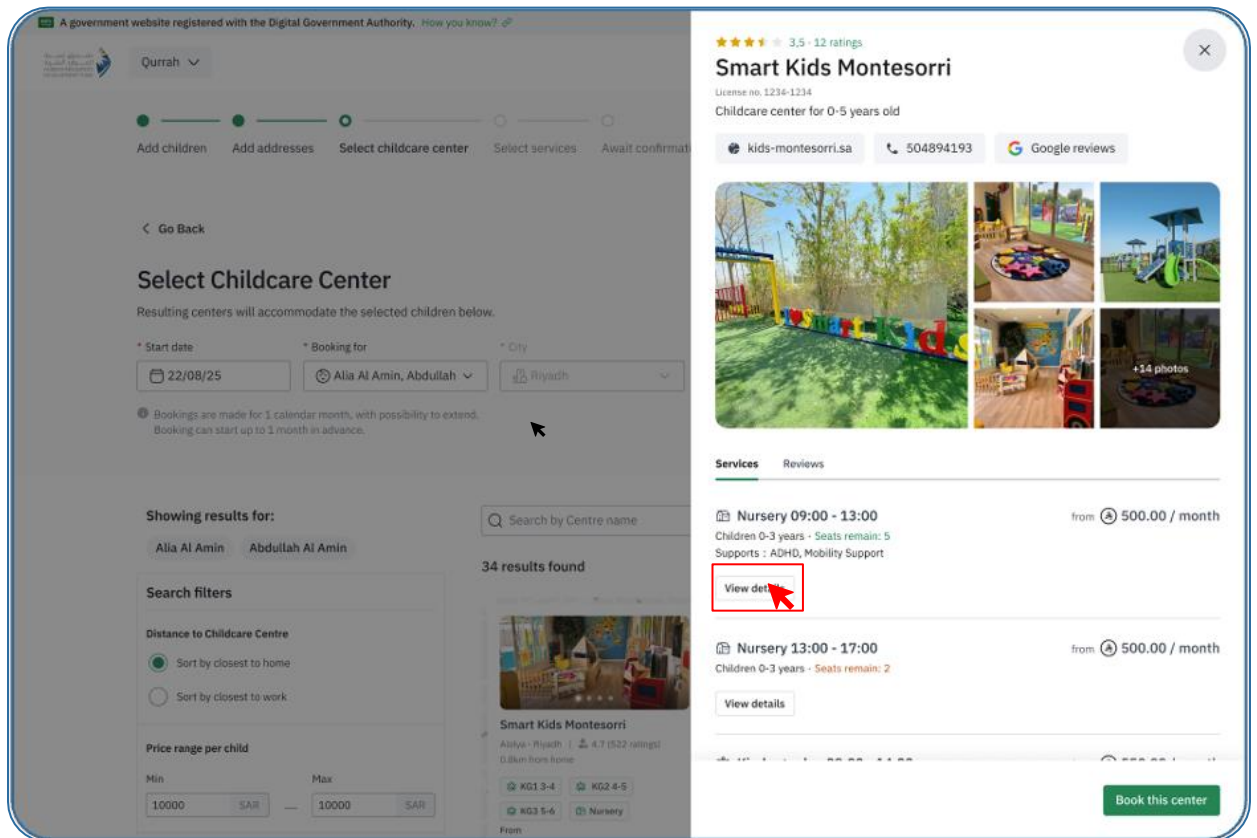 A government website registered with the Digital Government Authority. How you know?
Qurrah
Add children
Add addresses
Select childcare center
Select services
Await confirmat
Go Back
Select Childcare Center
Resulting centers will accommodate the selected children below.
* Start date
* Booking for
* City
22/08/25
Alia Al Amin, Abdullah
Riyadh
Bookings are made for 1 calendar month, with possibility to extend.
Booking can start up to 1 month in advance.
Showing results for:
Alia Al Amin
Abdullah Al Amin
Search filters
Distance to Childcare Centre
Sort by closest to home
Sort by closest to work
Price range per child
Min
Max
10000 SAR
10000 SAR
Search by Centre name
34 results found
Smart Kids Montesorri
Riyadh | 4.7 (522 ratings)
0.8km from home
KG1 3-4
KG2 4-5
KG3 5-6
Nursery
From
3,5 · 12 ratings
Smart Kids Montesorri
License no. 1234-1234
Childcare center for 0-5 years old
kids-montesorri.sa
504894193
Google reviews
I smart Kids
+14 photos
Services
Reviews
Nursery 09:00 - 13:00
from 500.00 / month
Children 0-3 years · Seats remain: 5
Supports : ADHD, Mobility Support
View details
Nursery 13:00 - 17:00
from 500.00 / month
Children 0-3 years · Seats remain: 2
View details
Book this center